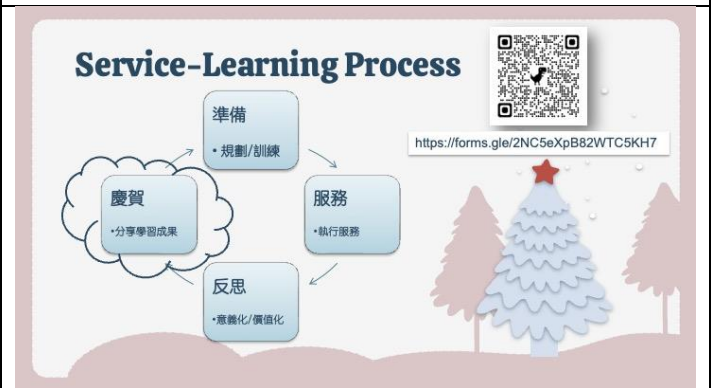 Service-Learning Process
https://forms.gle/2NC5eXpB82WTC5KH7
準備
• 規劃/訓練
服務
•執行服務
反思
•意義化/價值化
慶賀
•分享學習成果